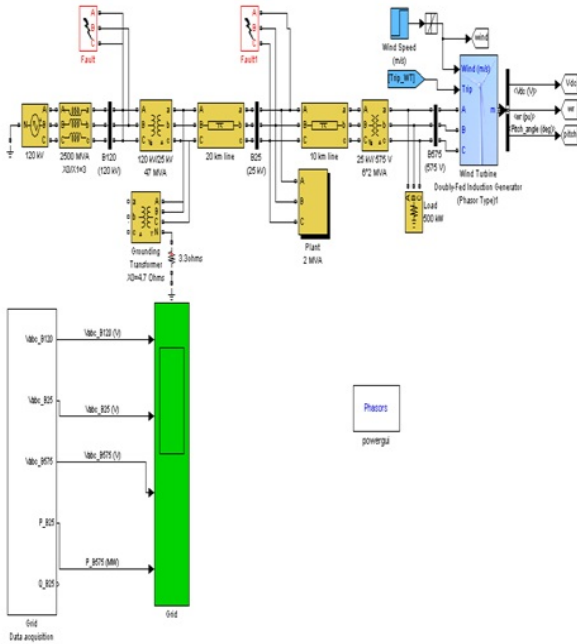 Fault
Fault1
Wind Speed
(m/s)
wind
[Trip_WT]
Wind (m/s)
Trip
m
<Vdc (V)>
Vdc
<wr (pu)>
wr
<Pitch_angle (deg)>
pitch
A
B
C
N
a
b
c
120 kV
2500 MVA
X0/X1=3
B120
(120 kV)
120 kV/25 kV
47 MVA
20 km line
B25
(25 kV)
10 km line
25 kV/575 V
6*2 MVA
B575
(575 V)
Wind Turbine
Doubly-Fed Induction Generator
(Phasor Type)1
Load
500 kW
Plant
2 MVA
Grounding
Transformer
X0=4.7 Ohms
3.3ohms
Vabc_B120
Vabc_B120 (V)
Vabc_B25
Vabc_B25 (V)
Vabc_B575
Vabc_B575 (V)
P_B25
P_B575 (MW)
Q_B25
Grid
Data acquisition
Grid
Phasors
powergui